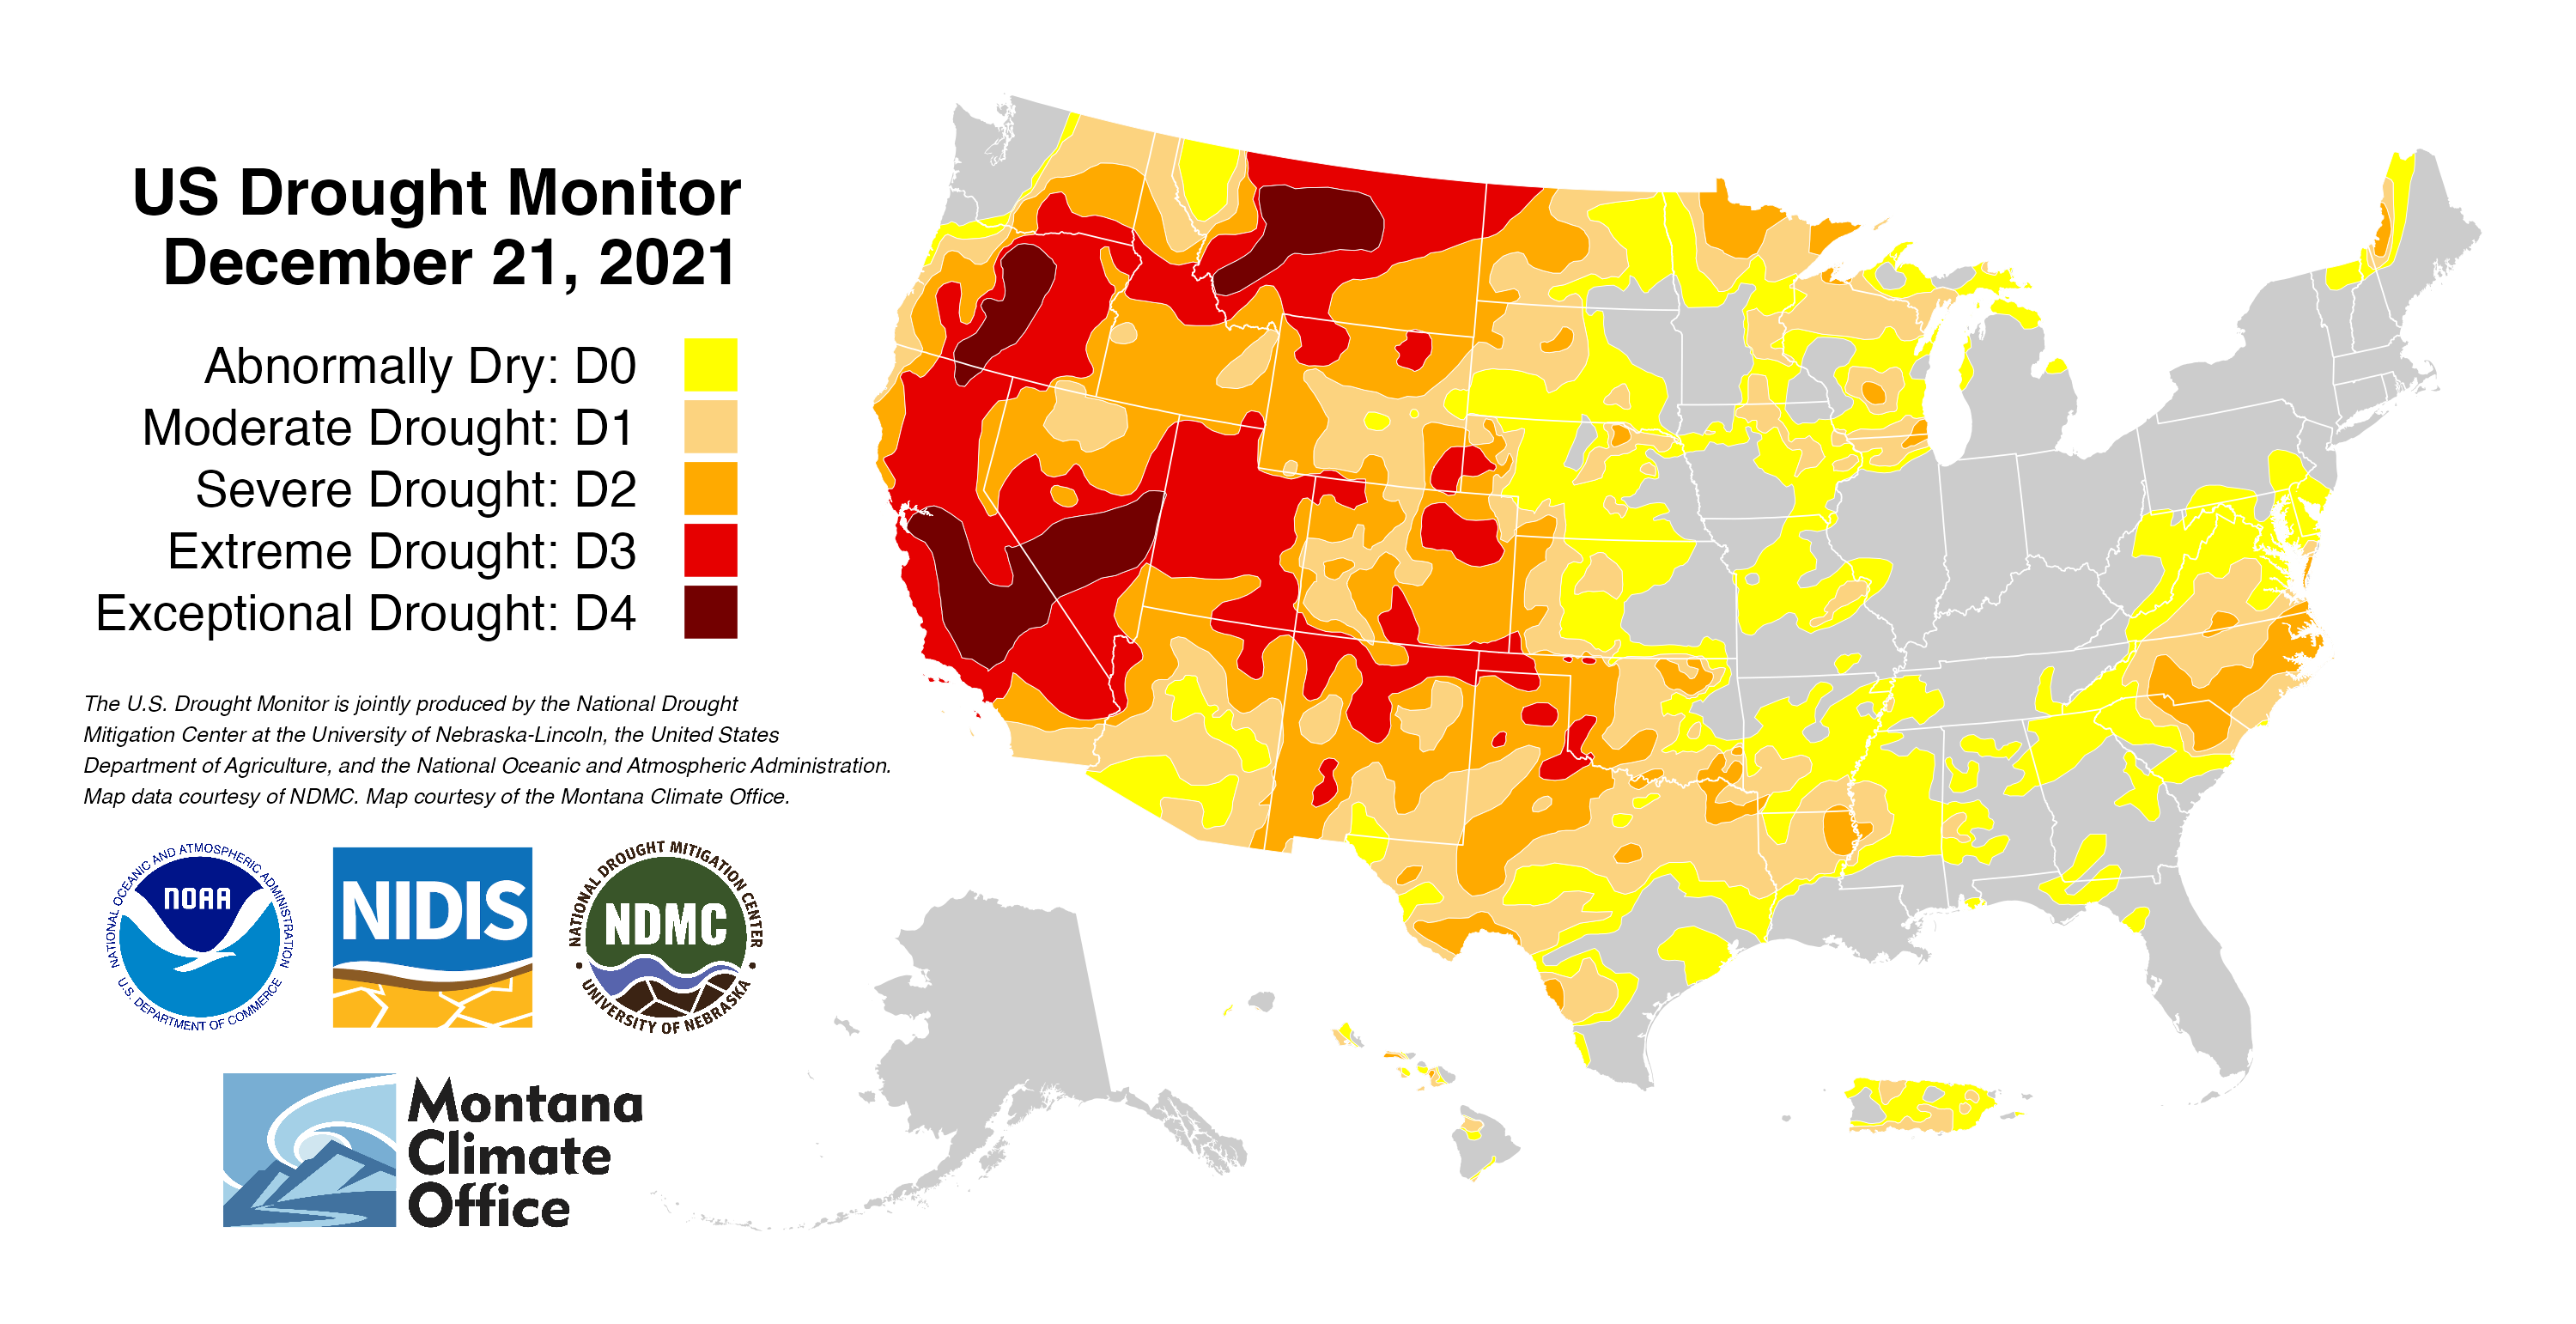 US Drought Monitor
December 21, 2021
Abnormally Dry: D0
Moderate Drought: D1
Severe Drought: D2
Extreme Drought: D3
Exceptional Drought: D4
The U.S. Drought Monitor is jointly produced by the National Drought
Mitigation Center at the University of Nebraska-Lincoln, the United States
Department of Agriculture, and the National Oceanic and Atmospheric Administration.
Map data courtesy of NDMC. Map courtesy of the Montana Climate Office.
NATIONAL OCEANIC AND ATMOSPHERIC ADMINISTRATION
NOAA
U.S. DEPARTMENT OF COMMERCE
NIDIS
NATIONAL DROUGHT MITIGATION CENTER
NDMC
UNIVERSITY OF NEBRASKA
Montana
Climate
Office